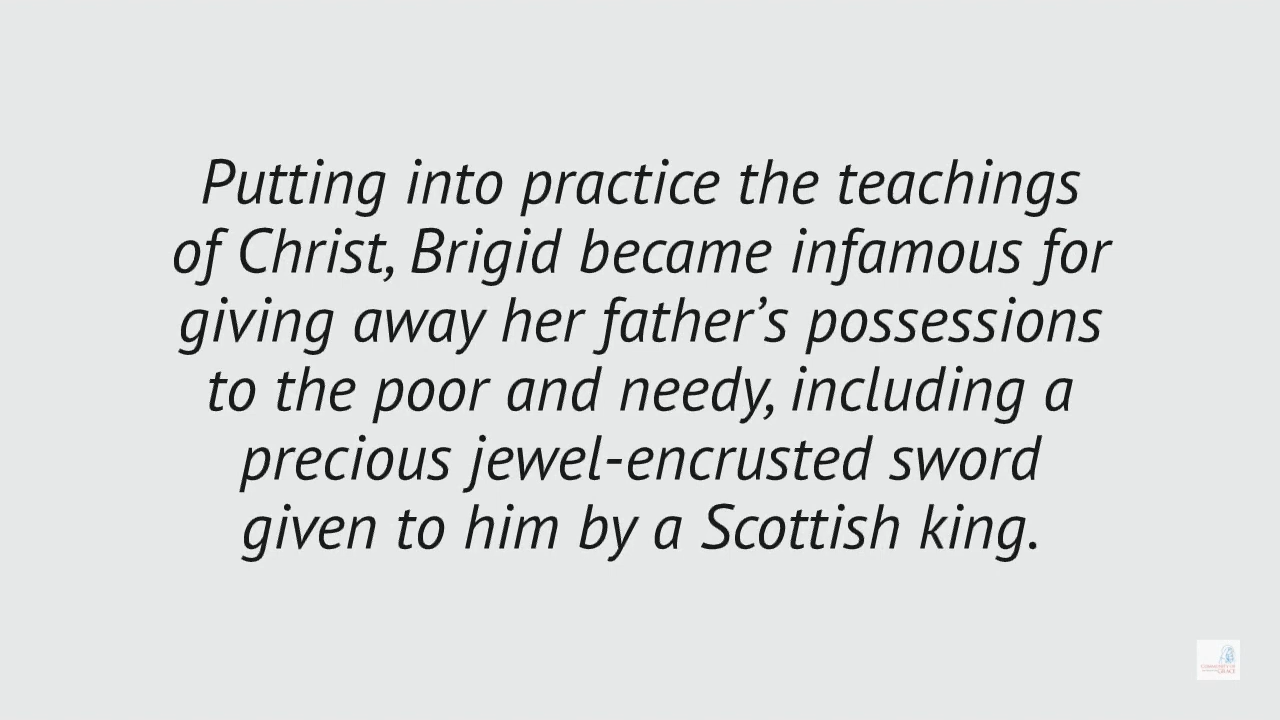 Putting into practice the teachings
of Christ, Brigid became infamous for
giving away her father’s possessions
to the poor and needy, including a
precious jewel-encrusted sword
given to him by a Scottish king.
GRACE